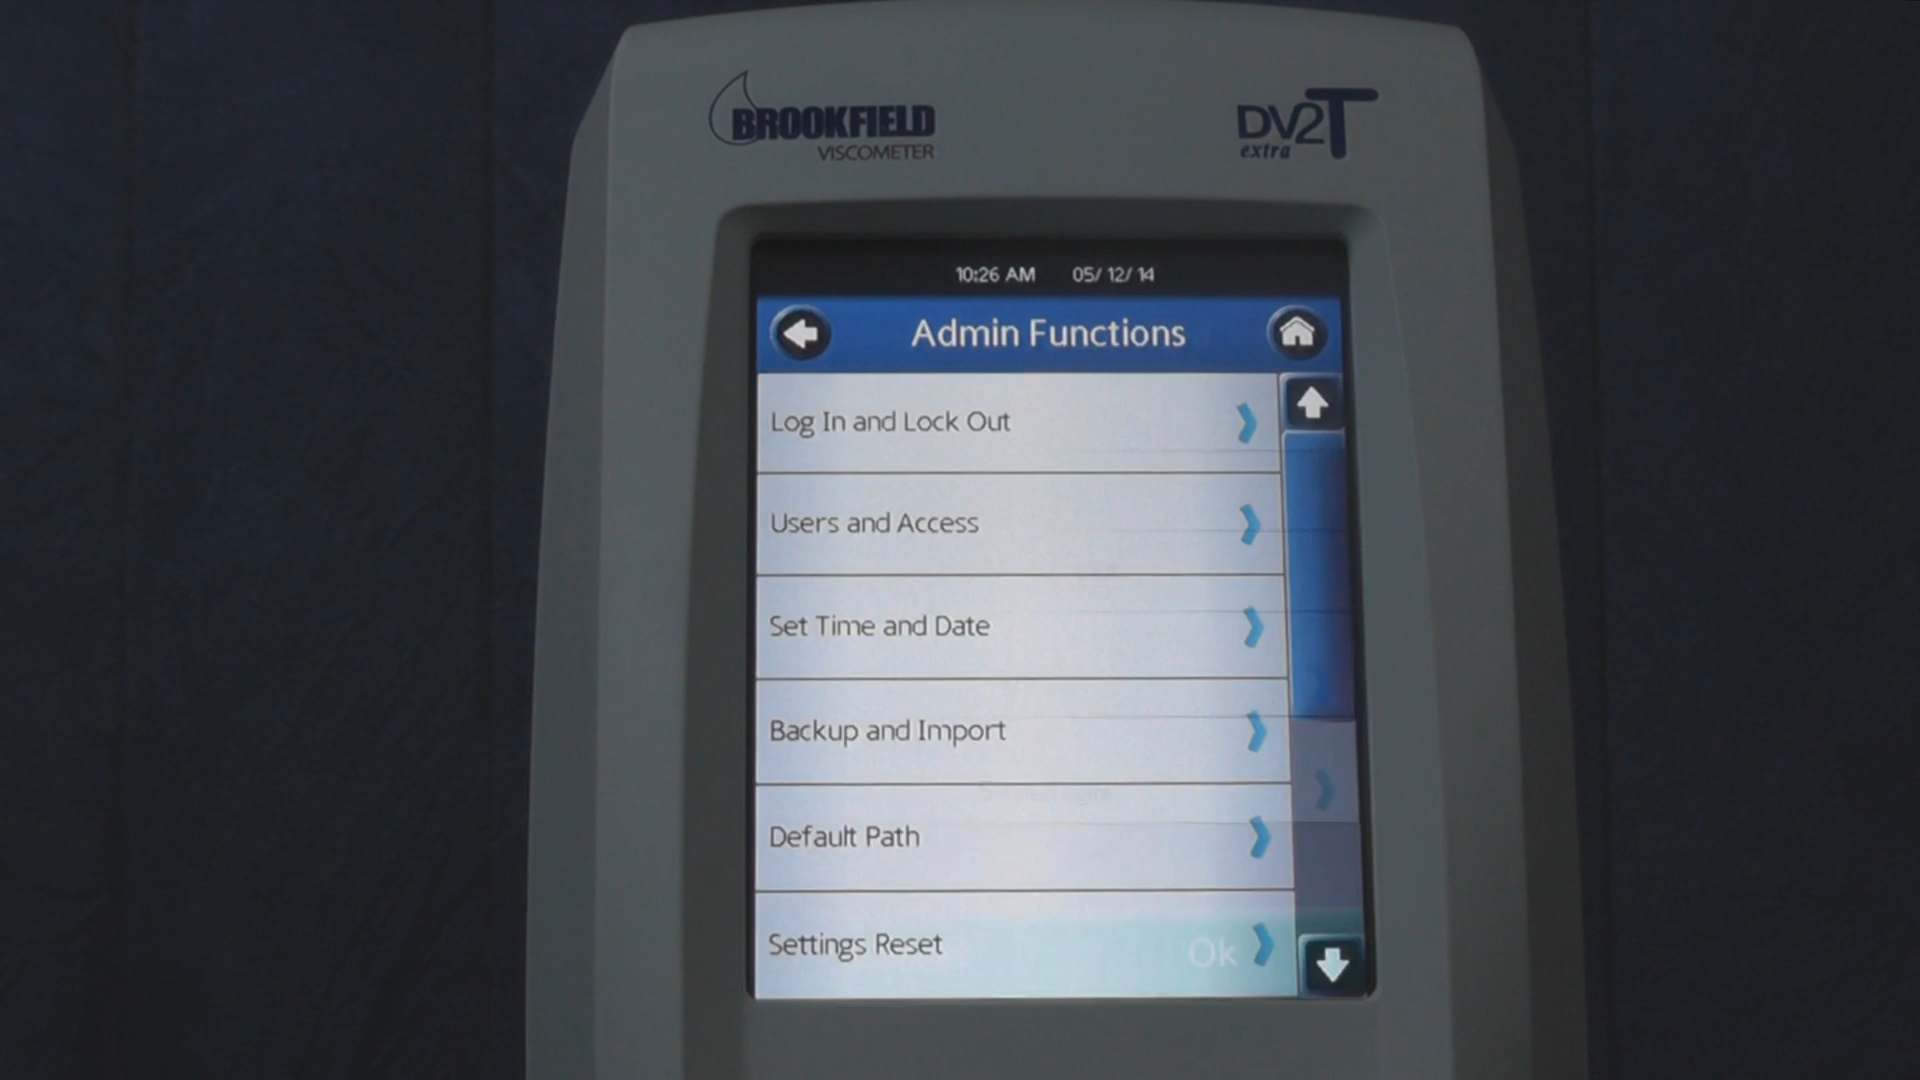 BROOKFIELD
VISCOMETER
DV2T
extra
10:26 AM 05/ 12/ 14
Admin Functions
Log In and Lock Out
Users and Access
Set Time and Date
Backup and Import
Default Path
Settings Reset
Ok